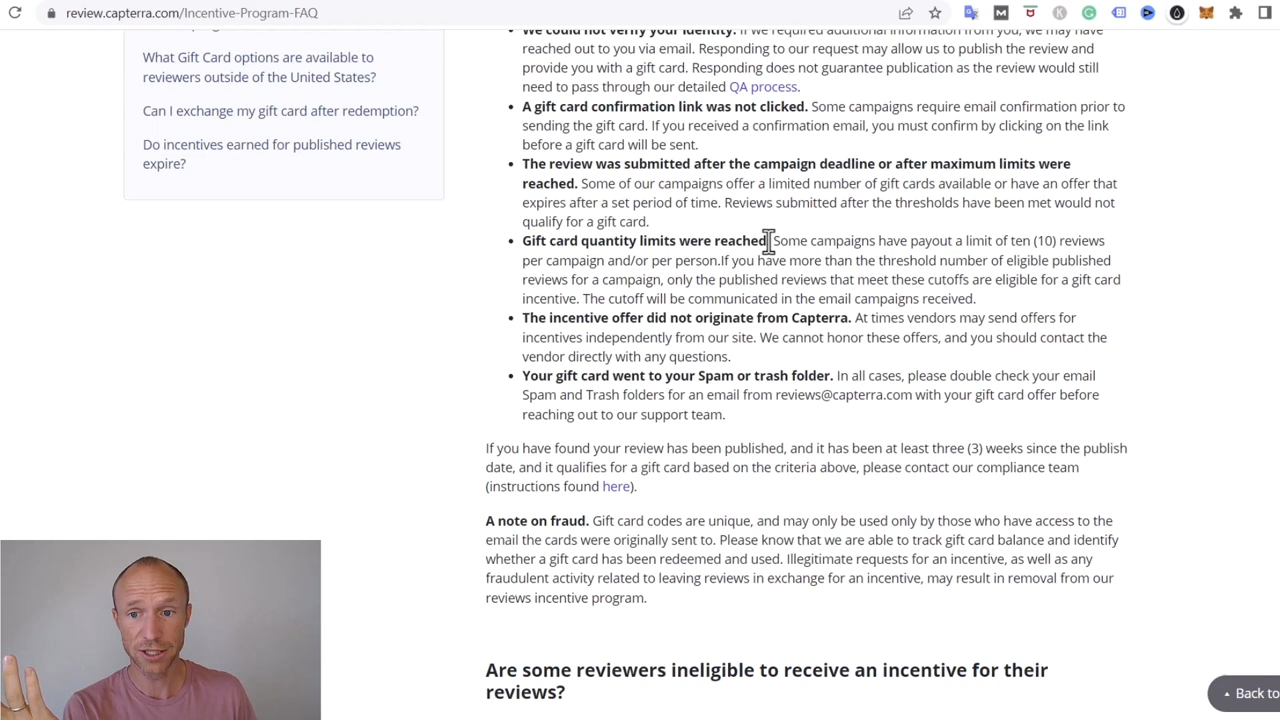 review.capterra.com/Incentive-Program-FAQ
What Gift Card options are available to
reviewers outside of the United States?
Can I exchange my gift card after redemption?
Do incentives earned for published reviews
expire?
We could not verify your identity. If we required additional information from you, we may have
reached out to you via email. Responding to our request may allow us to publish the review and
provide you with a gift card. Responding does not guarantee publication as the review would still
need to pass through our detailed QA process.
• A gift card confirmation link was not clicked. Some campaigns require email confirmation prior to
sending the gift card. If you received a confirmation email, you must confirm by clicking on the link
before a gift card will be sent.
• The review was submitted after the campaign deadline or after maximum limits were
reached. Some of our campaigns offer a limited number of gift cards available or have an offer that
expires after a set period of time. Reviews submitted after the thresholds have been met would not
qualify for a gift card.
• Gift card quantity limits were reached. Some campaigns have payout a limit of ten (10) reviews
per campaign and/or per person.If you have more than the threshold number of eligible published
reviews for a campaign, only the published reviews that meet these cutoffs are eligible for a gift card
incentive. The cutoff will be communicated in the email campaigns received.
• The incentive offer did not originate from Capterra. At times vendors may send offers for
incentives independently from our site. We cannot honor these offers, and you should contact the
vendor directly with any questions.
• Your gift card went to your Spam or trash folder. In all cases, please double check your email
Spam and Trash folders for an email from reviews@capterra.com with your gift card offer before
reaching out to our support team.
If you have found your review has been published, and it has been at least three (3) weeks since the publish
date, and it qualifies for a gift card based on the criteria above, please contact our compliance team
(instructions found here).
A note on fraud. Gift card codes are unique, and may only be used only by those who have access to the
email the cards were originally sent to. Please know that we are able to track gift card balance and identify
whether a gift card has been redeemed and used. Illegitimate requests for an incentive, as well as any
fraudulent activity related to leaving reviews in exchange for an incentive, may result in removal from our
reviews incentive program.
Are some reviewers ineligible to receive an incentive for their
reviews?
Back to